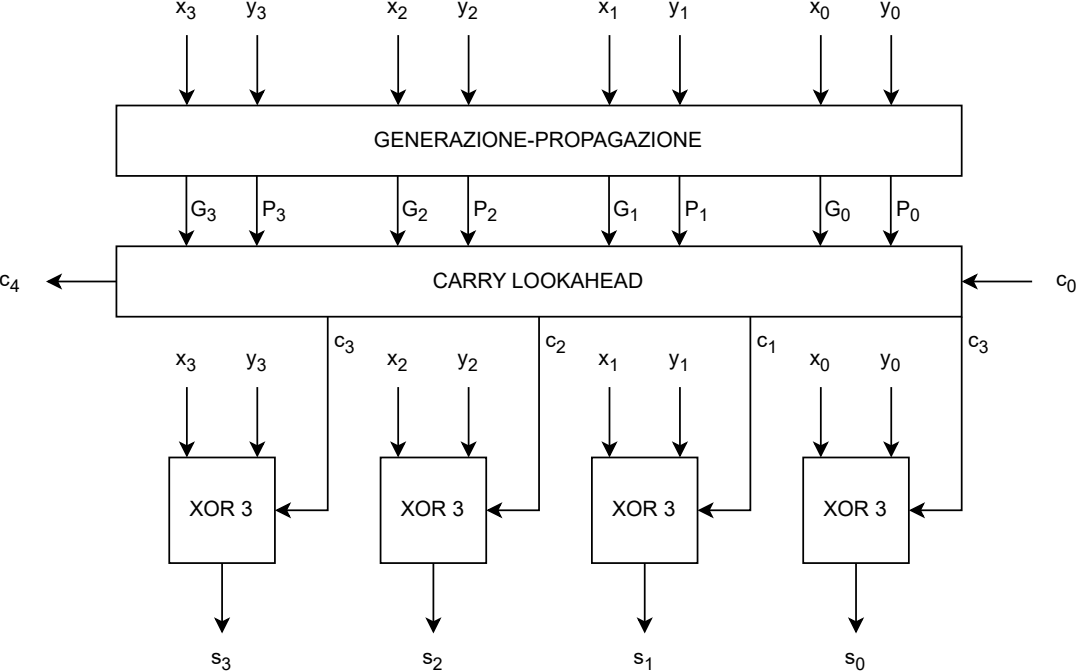 x3 y3 x2 y2 x1 y1 x0 y0
GENERAZIONE-PROPAGAZIONE
G3 P3 G2 P2 G1 P1 G0 P0
c4 CARRY LOOKAHEAD c0
c3 c2 c1 c3
x3 y3 x2 y2 x1 y1 x0 y0
XOR 3 XOR 3 XOR 3 XOR 3
s3 s2 s1 s0